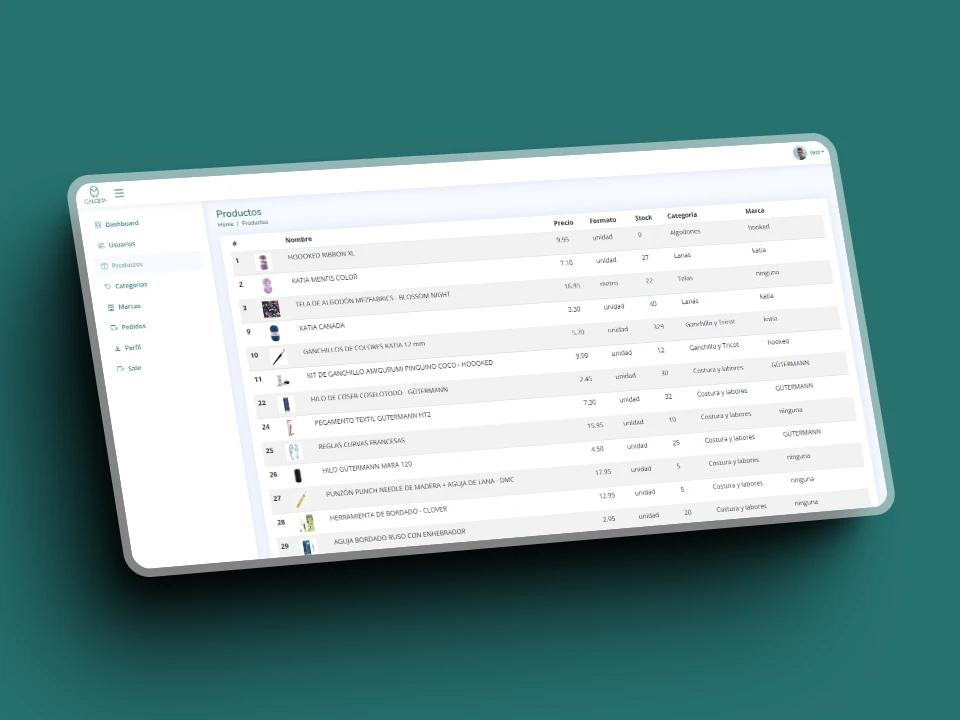 CALCETA
Dashboard
Usuarios
Productos
Categorias
Marcas
Pedidos
Perfil
Salir
Productos
Home / Productos
# Nombre Precio Formato Stock Categoria Marca
1 HOOOKED RIBBON XL 9.95 unidad 0 Algodones hooked
2 KATIA MENTIS COLOR 7.10 unidad 27 Lanas katia
3 TELA DE ALGODÓN MEZFABRICS - BLOSSOM NIGHT 16.95 metro 22 Telas ninguna
9 KATIA CANADA 3.30 unidad 40 Lanas katia
10 GANCHILLOS DE COLORES KATIA 12 mm 5.70 unidad 329 Ganchillo y Tricot katia
11 KIT DE GANCHILLO AMIGURUMI PINGUINO COCO - HOOOKED 9.99 unidad 12 Ganchillo y Tricot hooked
22 HILO DE COSER COSELOTODO - GÜTERMANN 2.45 unidad 30 Costura y labores GÜTERMANN
24 PEGAMENTO TEXTIL GÜTERMANN HT2 7.30 unidad 32 Costura y labores GÜTERMANN
25 REGLAS CURVAS FRANCESAS 15.95 unidad 10 Costura y labores ninguna
26 HILO GÜTERMANN MARA 120 4.50 unidad 25 Costura y labores GÜTERMANN
27 PUNZÓN PUNCH NEEDLE DE MADERA + AGUJA DE LANA - DMC 17.95 unidad 5 Costura y labores ninguna
28 HERRAMIENTA DE BORDADO - CLOVER 12.95 unidad 5 Costura y labores ninguna
29 AGUJA BORDADO RUSO CON ENHEBRADOR 2.95 unidad 20 Costura y labores ninguna